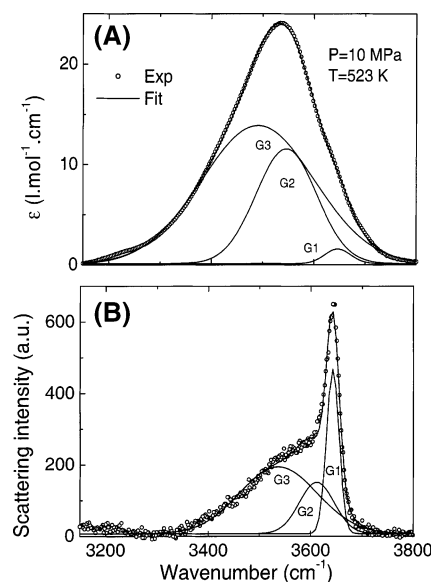 (A)
P=10 MPa
T=523 K
Exp
Fit
G3
G2
G1
20
10
0
ε (l.mol⁻¹.cm⁻¹)
(B)
G3
G2
G1
600
400
200
0
Scattering intensity (a.u.)
3200 3400 3600 3800
Wavenumber (cm⁻¹)